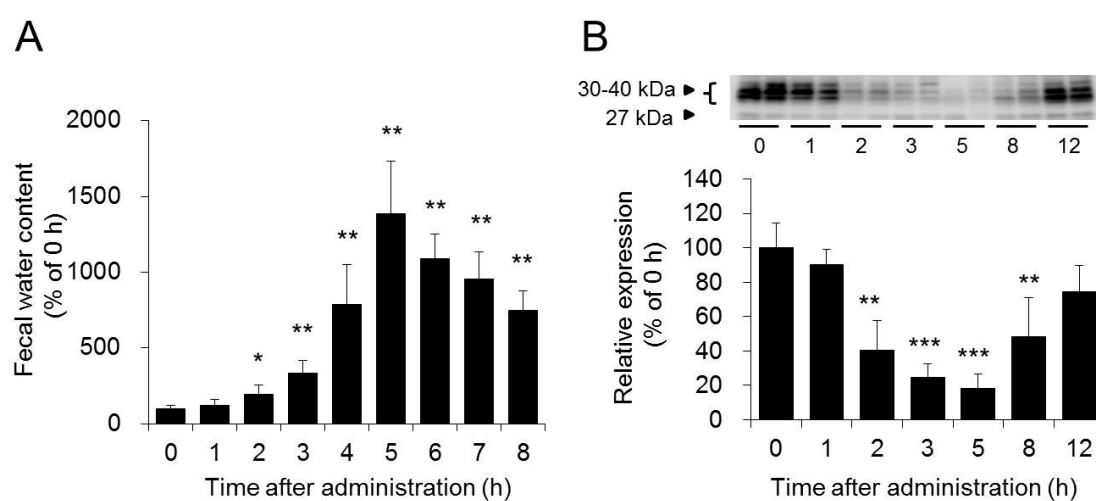 A
Fecal water content
(% of 0 h)
2000
1500
1000
500
0
*
**
**
**
**
**
**
0 1 2 3 4 5 6 7 8
Time after administration (h)
B
30-40 kDa
27 kDa
0 1 2 3 5 8 12
Relative expression
(% of 0 h)
140
120
100
80
60
40
20
0
**
***
***
**
0 1 2 3 5 8 12
Time after administration (h)